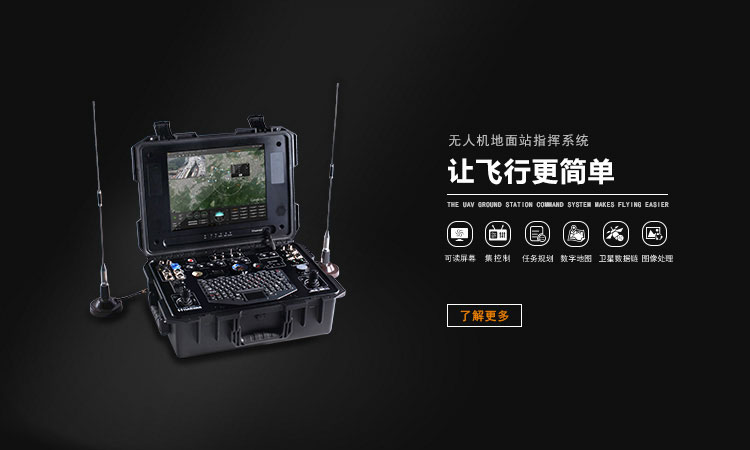 无人机地面站指挥系统
让飞行更简单
THE UAV GROUND STATION COMMAND SYSTEM MAKES FLYING EASIER
可读屏幕 集控制 任务规划 数字地图 卫星数据链 图像处理
了解更多